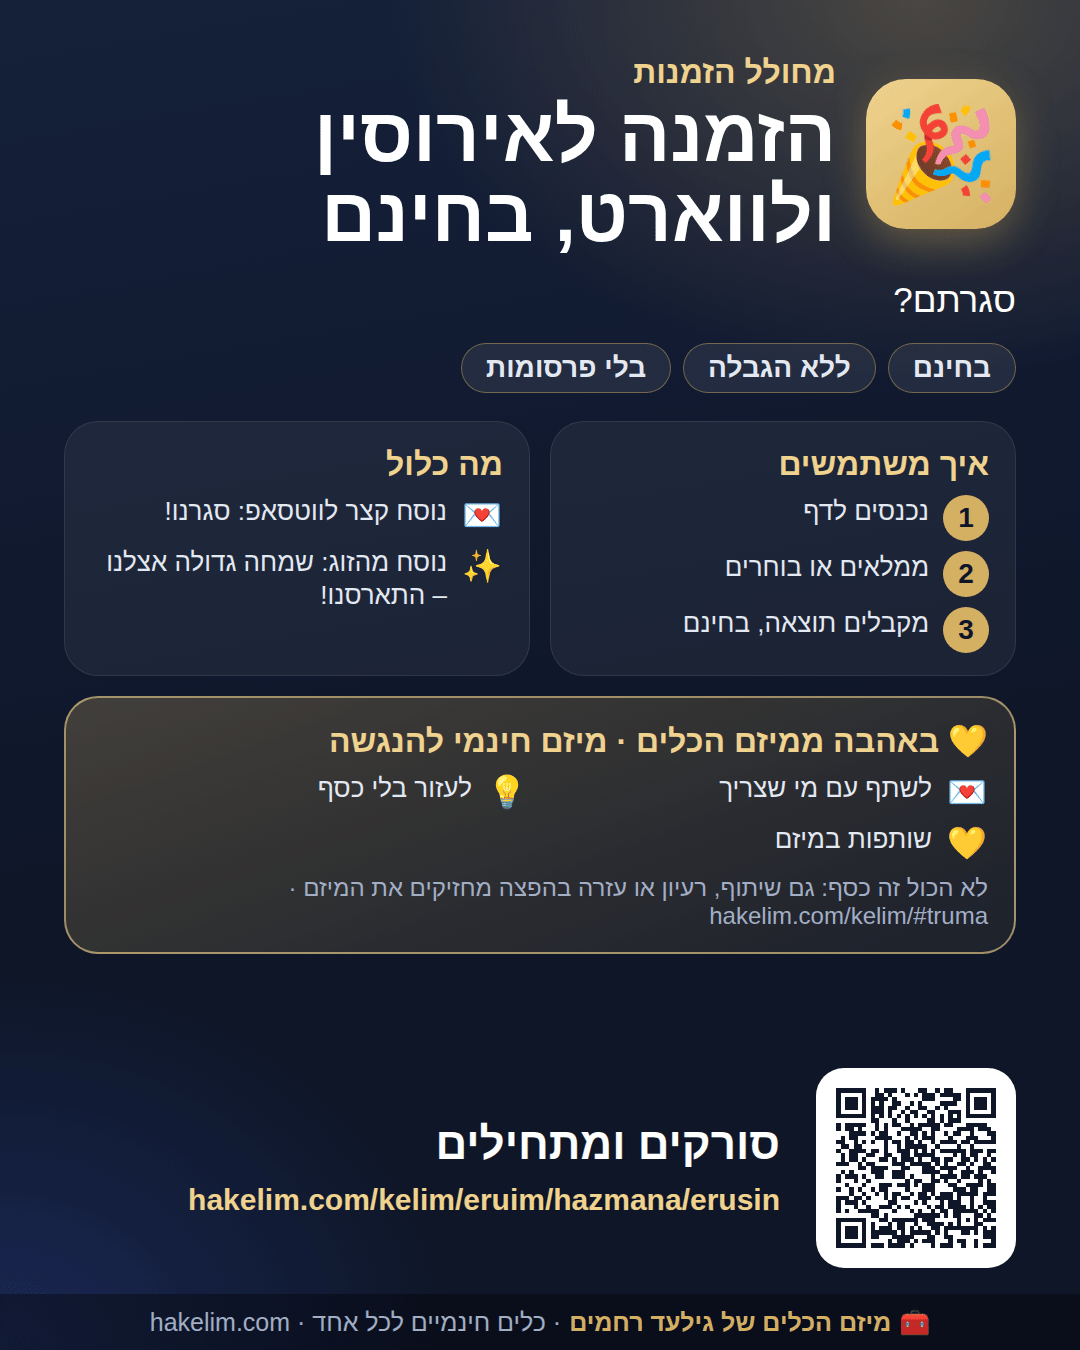 מחולל הזמנות
הזמנה לאירוסין
ולווארט, בחינם
סגרתם?
בחינם
ללא הגבלה
בלי פרסומות
איך משתמשים
1 נכנסים לדף
2 ממלאים או בוחרים
3 מקבלים תוצאה, בחינם
מה כלול
נוסח קצר לווטסאפ: סגרנו!
נוסח מהזוג: שמחה גדולה אצלנו
– התארסנו!
באהבה ממיזם הכלים · מיזם חינמי להנגשה
לשתף עם מי שצריך
לעזור בלי כסף
שותפות במיזם
לא הכול זה כסף: גם שיתוף, רעיון או עזרה בהפצה מחזיקים את המיזם ·
hakelim.com/kelim/#truma
סורקים ומתחילים
hakelim.com/kelim/eruim/hazmana/erusin
מיזם הכלים של גילעד רחמים · כלים חינמיים לכל אחד · hakelim.com